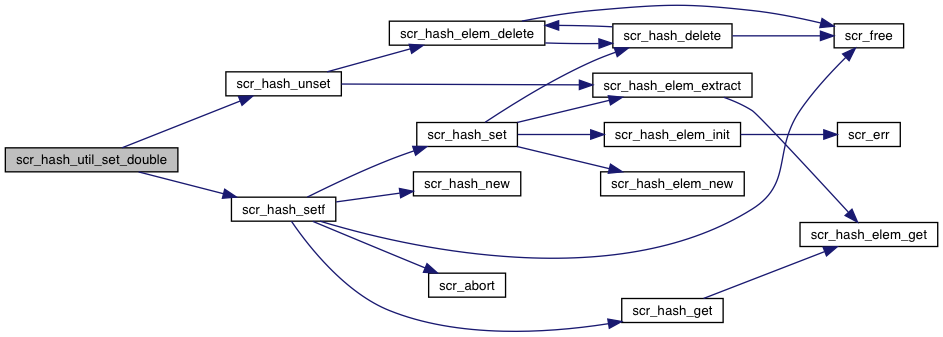 scr_hash_elem_delete
scr_hash_delete
scr_free
scr_hash_unset
scr_hash_elem_extract
scr_hash_set
scr_hash_elem_init
scr_err
scr_hash_util_set_double
scr_hash_new
scr_hash_elem_new
scr_hash_setf
scr_hash_elem_get
scr_abort
scr_hash_get